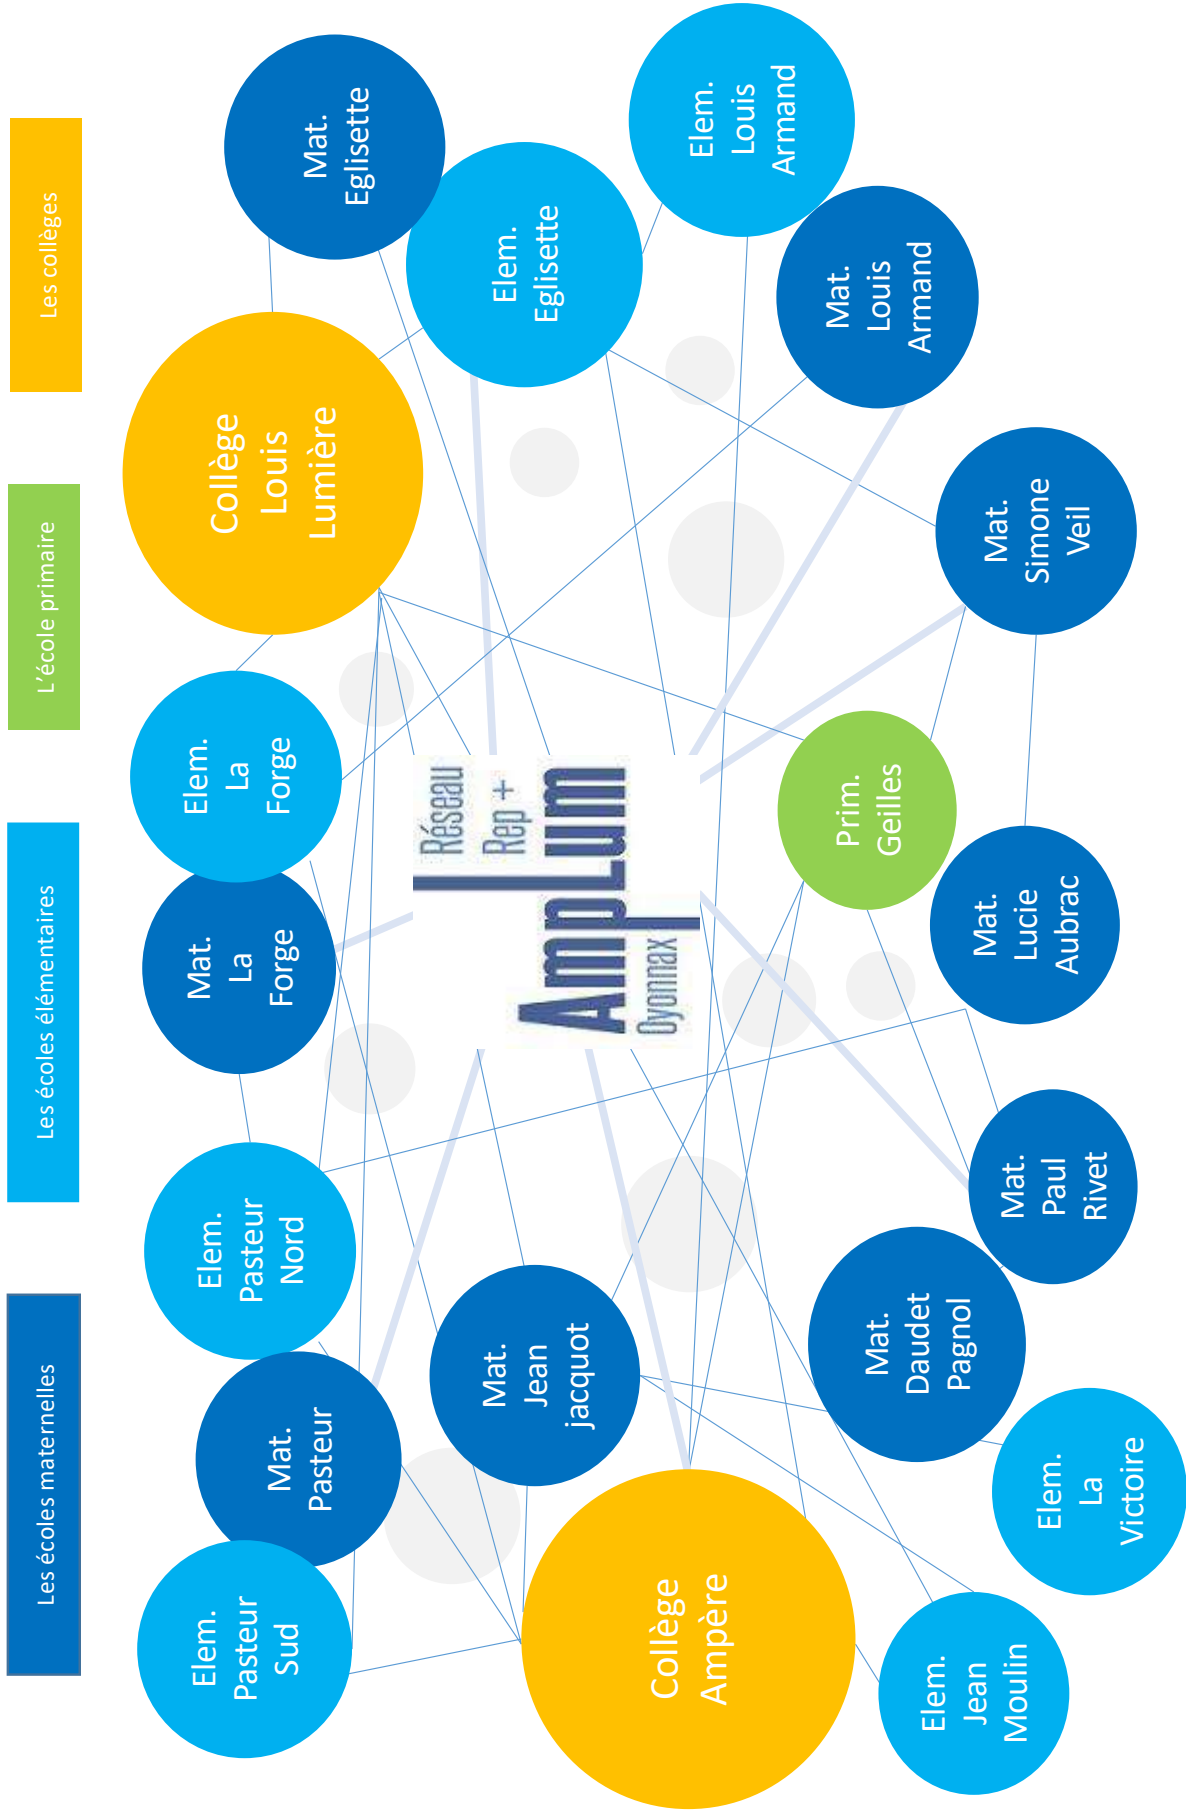 Les écoles maternelles
Les écoles élémentaires
L'école primaire
Les collèges
Elem.
Pasteur
Sud
Mat.
Pasteur
Elem.
Pasteur
Nord
Mat.
La
Forge
Elem.
La
Forge
Collège
Louis
Lumière
Mat.
Eglisette
Elem.
Eglisette
Elem.
Louis
Armand
Mat.
Louis
Armand
Mat.
Simone
Veil
Prim.
Geilles
Mat.
Lucie
Aubrac
Mat.
Paul
Rivet
Mat.
Daudet
Pagnol
Elem.
La
Victoire
Elem.
Jean
Moulin
Collège
Ampère
Mat.
Jean
jacquot
Réseau
Rep +
AmpLum
Oyonnax